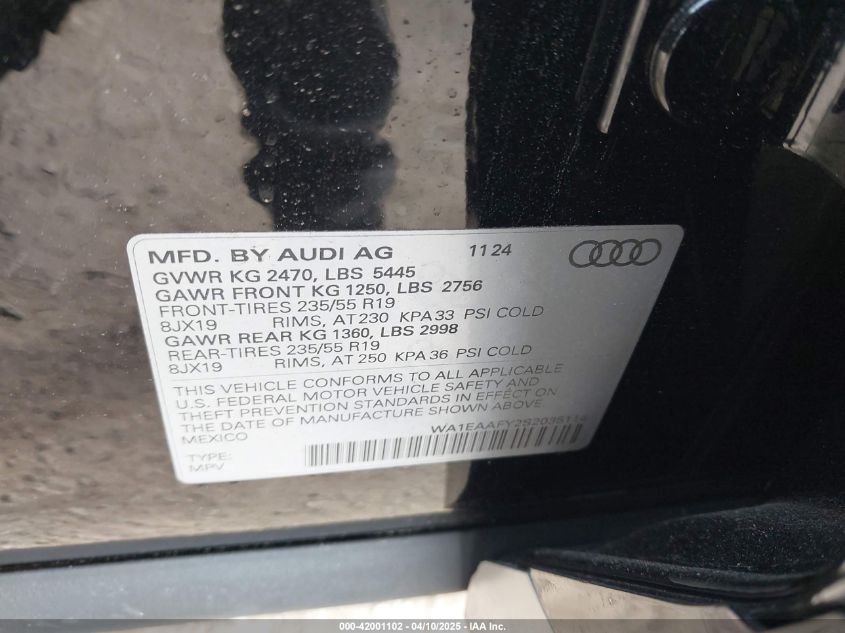 MFD. BY AUDI AG 11 24
GVWR KG 2470, LBS 5445
GAWR FRONT KG 1250, LBS 2756
FRONT-TIRES 235/55 R19
8JX19 RIMS, AT 230 KPA 33 PSI COLD
GAWR REAR KG 1360, LBS 2998
REAR-TIRES 235/55 R19
8JX19 RIMS, AT 250 KPA 36 PSI COLD
THIS VEHICLE CONFORMS TO ALL APPLICABLE
U.S. FEDERAL MOTOR VEHICLE SAFETY AND
THEFT PREVENTION STANDARDS IN EFFECT ON
THE DATE OF MANUFACTURE SHOWN ABOVE.
MEXICO WA1EAAFY2S2035114
TYPE:
MPV
000-42001102 - 04/10/2025 - IAA Inc.